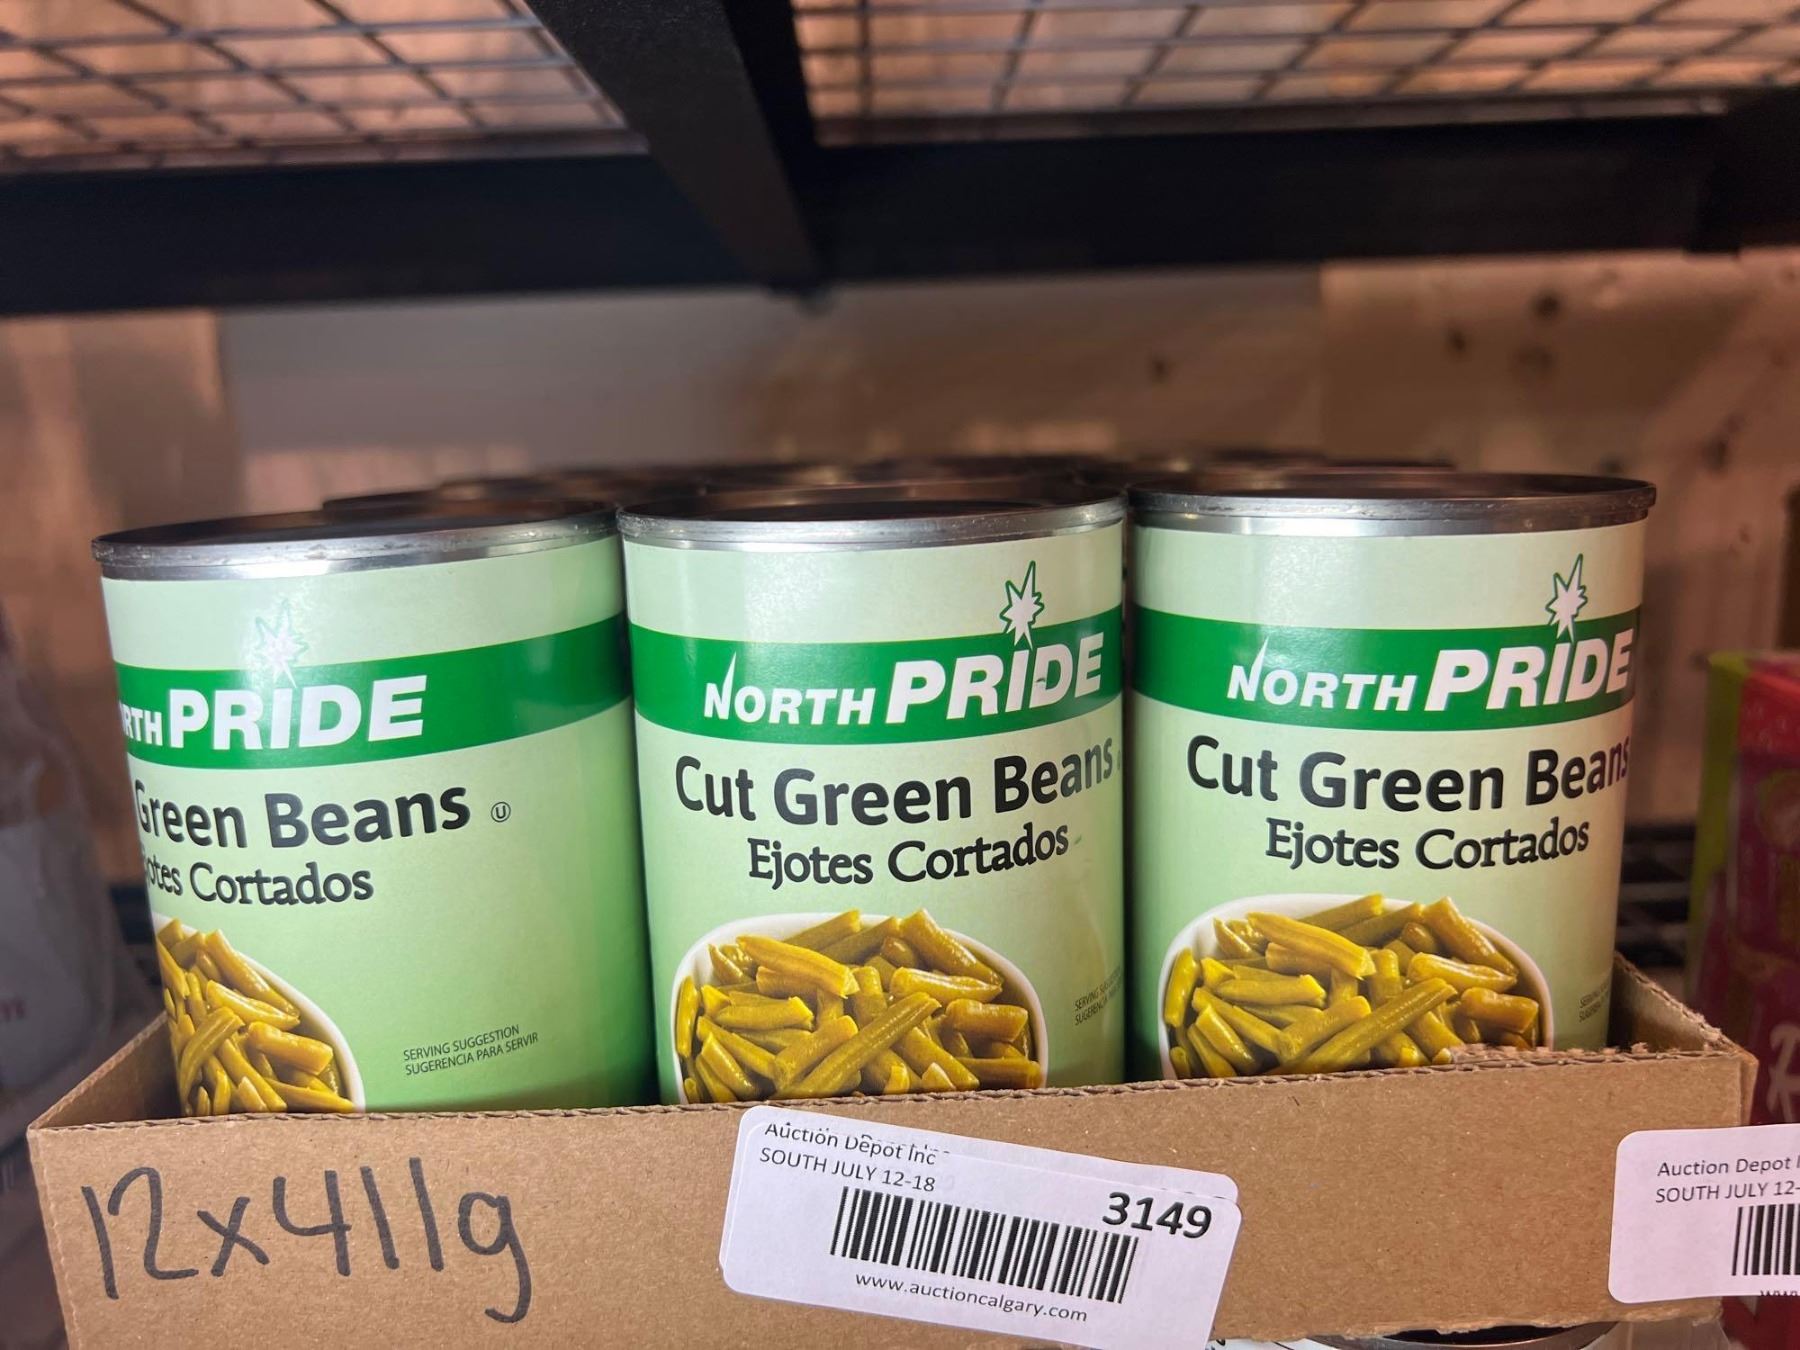 RTH PRIDE
Green Beans U
otes Cortados
SERVING SUGGESTION
SUGERENCIA PARA SERVIR
NORTH PRIDE
Cut Green Beans
Ejotes Cortados
NORTH PRIDE
Cut Green Beans
Ejotes Cortados
12x411g
Auction Depot Inc
SOUTH JULY 12-18
3149
www.auctioncalgary.com
Auction Depot
SOUTH JULY 12-